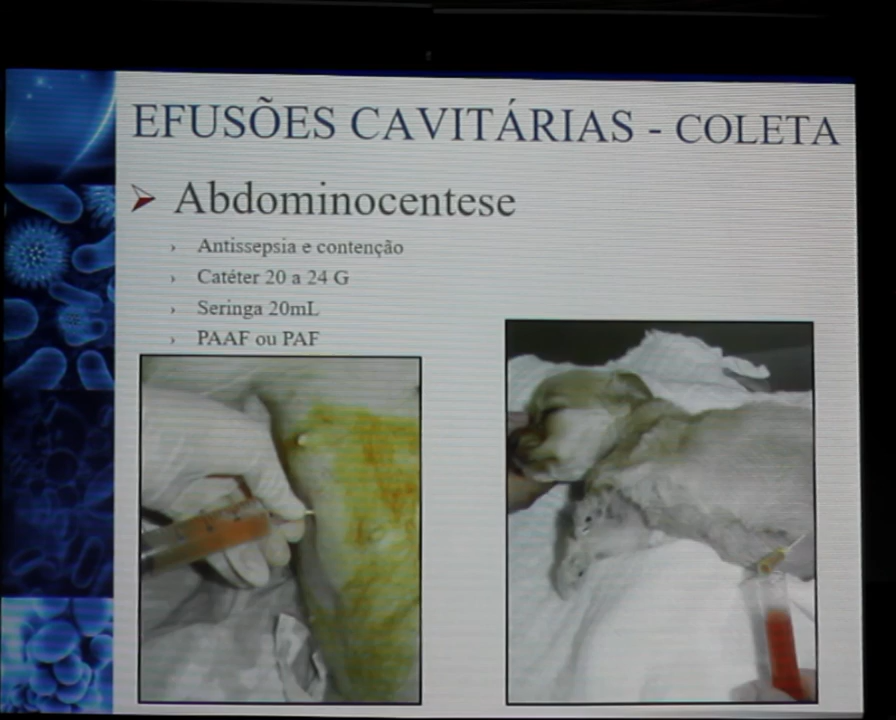 EFUSÕES CAVITÁRIAS - COLETA
Abdominocentese
Antissepsia e contenção
Catéter 20 a 24 G
Seringa 20mL
PAAF ou PAF